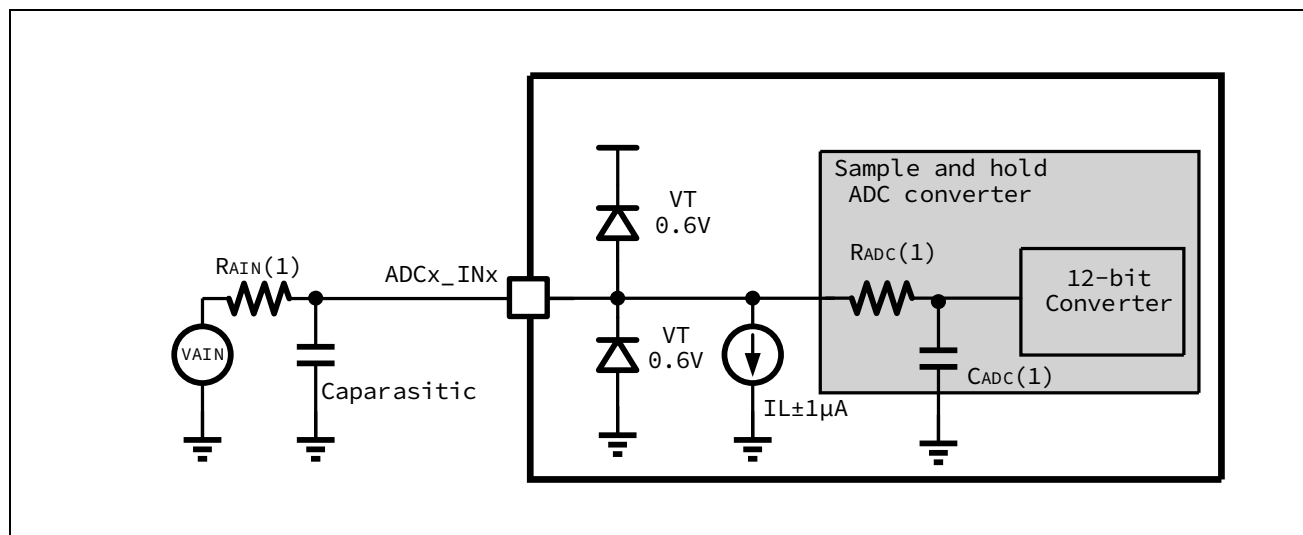 Sample and hold
ADC converter
VT
0.6V
RADC(1)
RAIN(1)
ADCx_INx
12-bit
Converter
VT
0.6V
VAIN
CADC(1)
Caparasitic
IL±1μA